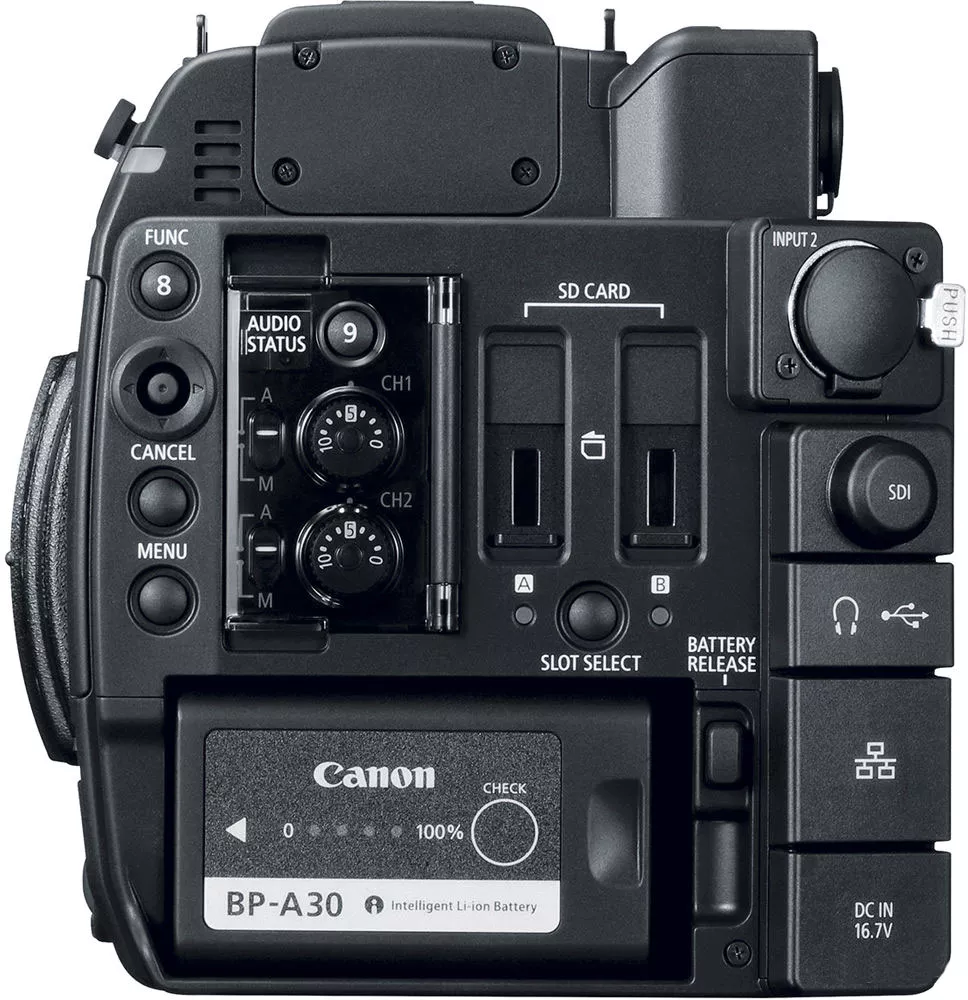 FUNC
8
INPUT 2
PUSH
SD CARD
AUDIO
STATUS
9
A
CH1
5
10 0
M
CANCEL
A
CH2
5
10 0
M
MENU
SDI
A
B
SLOT SELECT
BATTERY
RELEASE
Canon
CHECK
0 100%
BP-A30 Intelligent Li-ion Battery
DC IN
16.7V